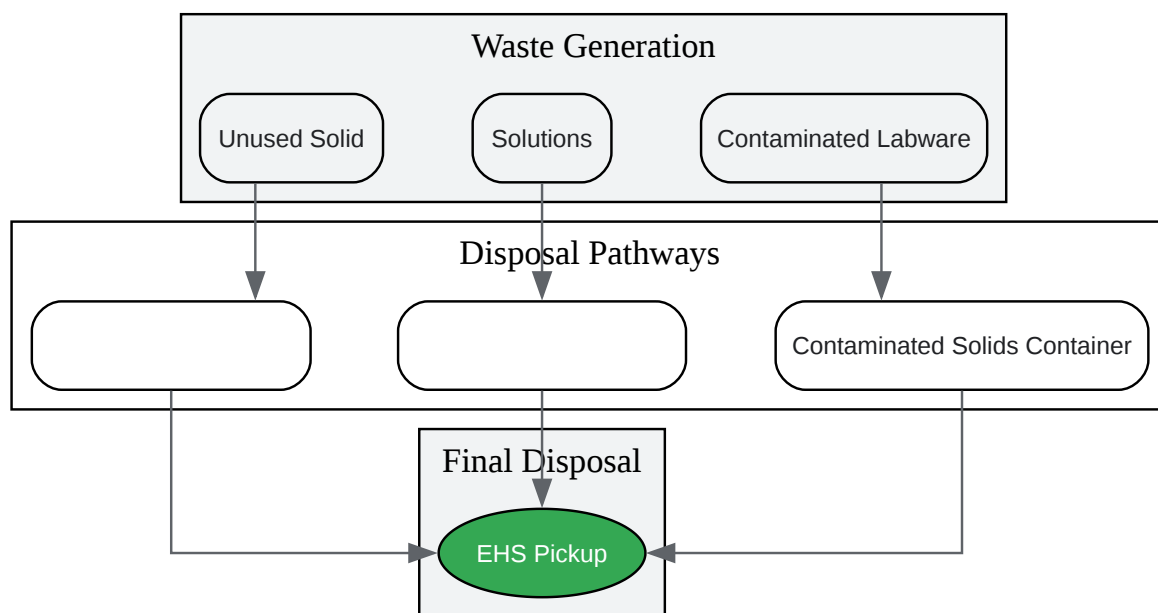 Waste Generation
Unused Solid
Solutions
Contaminated Labware
Disposal Pathways
Contaminated Solids Container
Final Disposal
EHS Pickup